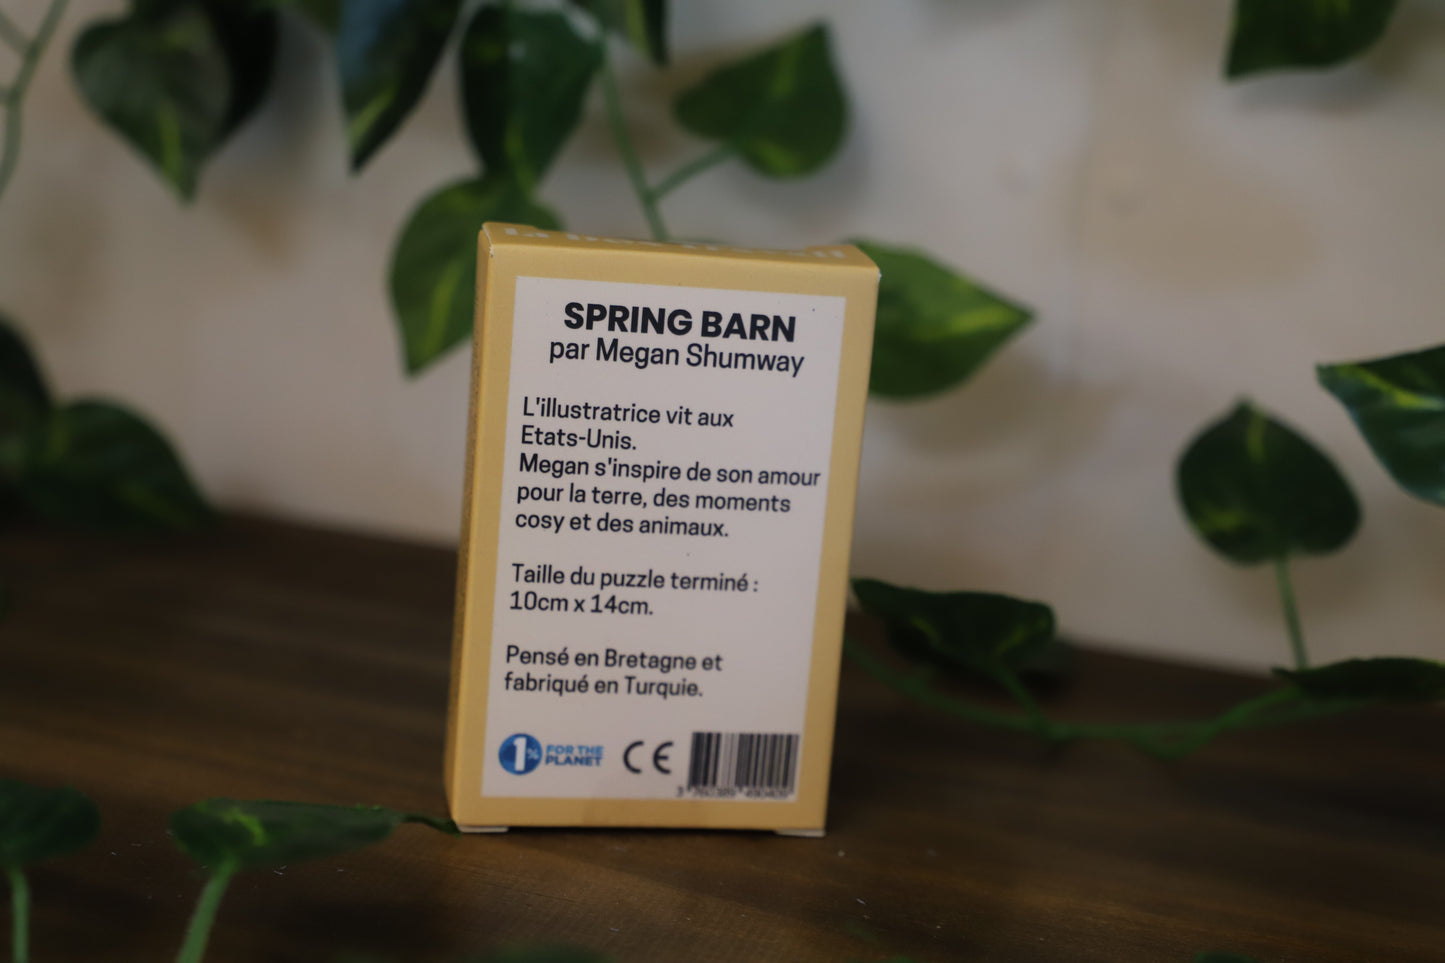 SPRING BARN
par Megan Shumway
L'illustratrice vit aux
Etats-Unis.
Megan s'inspire de son amour
pour la terre, des moments
cosy et des animaux.
Taille du puzzle terminé :
10cm x 14cm.
Pensé en Bretagne et
fabriqué en Turquie.
1% FOR THE
PLANET
CE